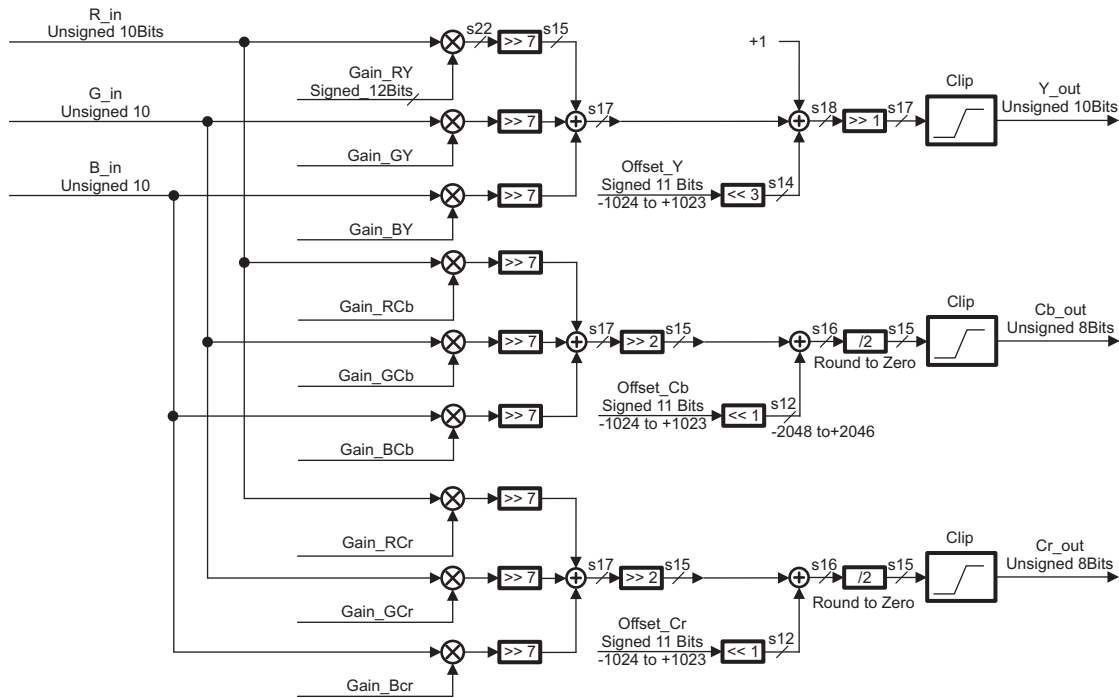 R_in
Unsigned 10Bits
s22
>> 7
s15
+1
Gain_RY
Signed_12Bits
Clip
Y_out
Unsigned 10Bits
G_in
Unsigned 10
>> 7
s17
s18
>> 1
s17
Gain_GY
Offset_Y
Signed 11 Bits
-1024 to +1023
<< 3
s14
B_in
Unsigned 10
>> 7
Gain_BY
>> 7
Gain_RCb
Clip
Cb_out
Unsigned 8Bits
>> 7
s17
>> 2
s15
s16
/2
s15
Round to Zero
Gain_GCb
Offset_Cb
Signed 11 Bits
-1024 to +1023
<< 1
s12
-2048 to+2046
>> 7
Gain_BCb
>> 7
Gain_RCr
Clip
Cr_out
Unsigned 8Bits
>> 7
s17
>> 2
s15
s16
/2
s15
Round to Zero
Gain_GCr
Offset_Cr
Signed 11 Bits
-1024 to +1023
<< 1
s12
>> 7
Gain_Bcr